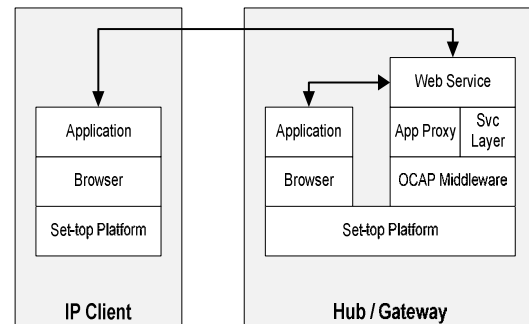 Web Service
Application
Application
App Proxy
Svc
Layer
Browser
Browser
OCAP Middleware
Set-top Platform
Set-top Platform
IP Client
Hub / Gateway